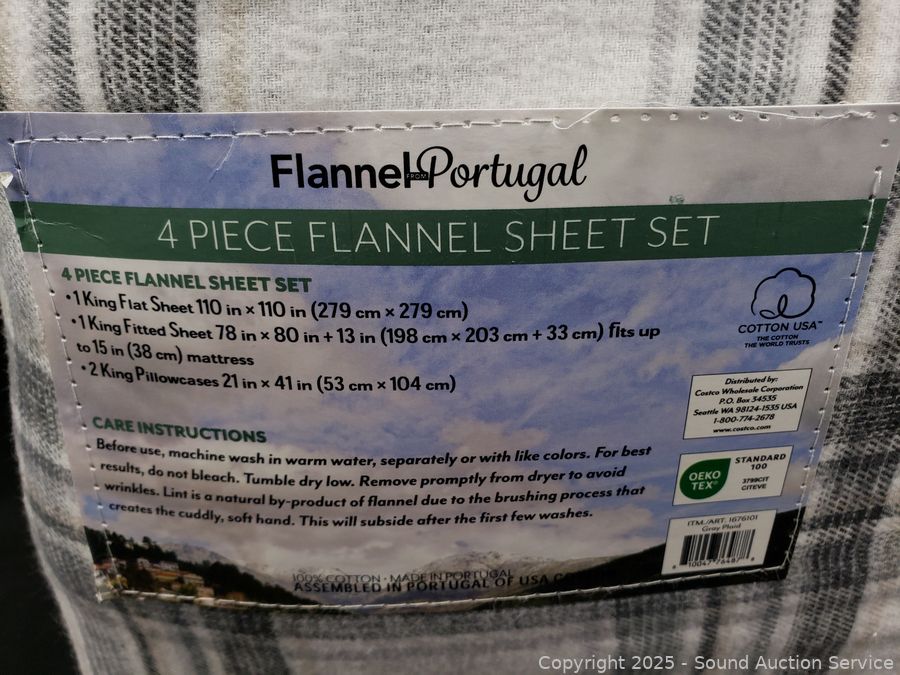 Flannel FROM Portugal
4 PIECE FLANNEL SHEET SET
4 PIECE FLANNEL SHEET SET
•1 King Flat Sheet 110 in × 110 in (279 cm × 279 cm)
•1 King Fitted Sheet 78 in × 80 in + 13 in (198 cm × 203 cm + 33 cm) fits up
to 15 in (38 cm) mattress
•2 King Pillowcases 21 in × 41 in (53 cm × 104 cm)
COTTON USA™
THE COTTON
THE WORLD TRUSTS
Distributed by:
Costco Wholesale Corporation
P.O. Box 34535
Seattle WA 98124-1535 USA
1-800-774-2678
www.costco.com
CARE INSTRUCTIONS
Before use, machine wash in warm water, separately or with like colors. For best
results, do not bleach. Tumble dry low. Remove promptly from dryer to avoid
wrinkles. Lint is a natural by-product of flannel due to the brushing process that
creates the cuddly, soft hand. This will subside after the first few washes.
OEKO
TEX®
STANDARD
100
3799CIT
CITEVE
ITM./ART. 1676101
Gray Plaid
100% COTTON · MADE IN PORTUGAL
ASSEMBLED IN PORTUGAL OF USA
Copyright 2025 - Sound Auction Service